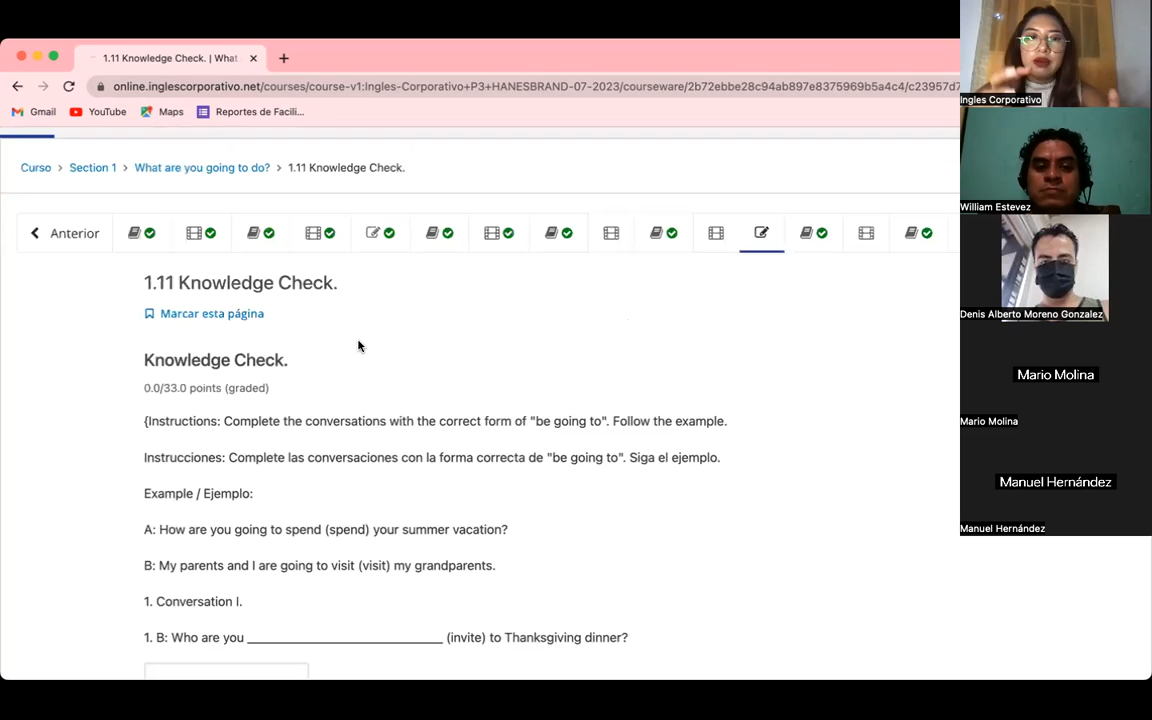 1.11 Knowledge Check. | What
online.inglescorporativo.net/courses/course-v1:Ingles-Corporativo+P3+HANESBRAND-07-2023/courseware/2b72ebbe28c94ab897e8375969b5a4c4/c23957d7
Gmail YouTube Maps Reportes de Facili...
Curso > Section 1 > What are you going to do? > 1.11 Knowledge Check.
Anterior
1.11 Knowledge Check.
Marcar esta página
Knowledge Check.
0.0/33.0 points (graded)
{Instructions: Complete the conversations with the correct form of "be going to". Follow the example.
Instrucciones: Complete las conversaciones con la forma correcta de "be going to". Siga el ejemplo.
Example / Ejemplo:
A: How are you going to spend (spend) your summer vacation?
B: My parents and I are going to visit (visit) my grandparents.
1. Conversation I.
1. B: Who are you ______________________________ (invite) to Thanksgiving dinner?
Ingles Corporativo
William Estevez
Denis Alberto Moreno Gonzalez
Mario Molina
Mario Molina
Manuel Hernández
Manuel Hernández